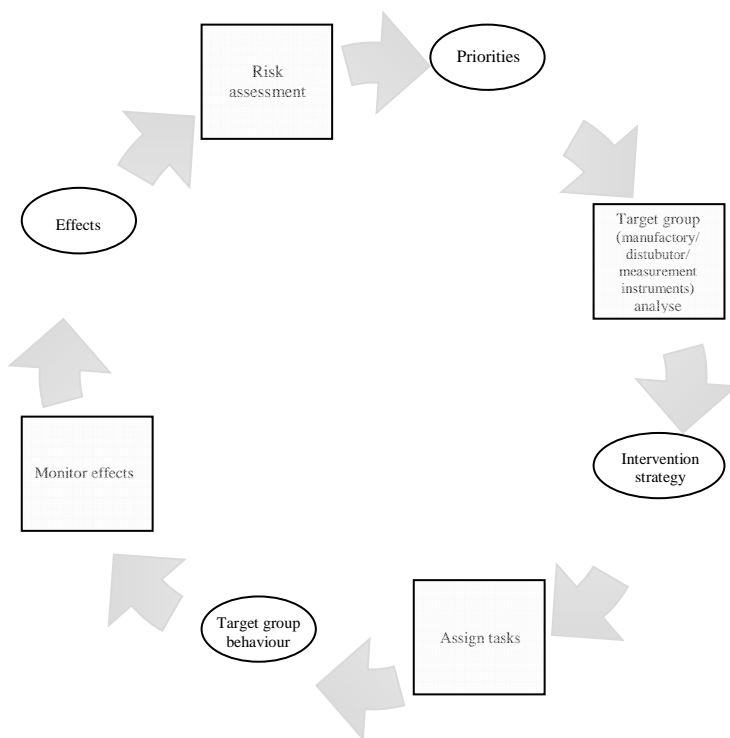 Risk
assessment
Priorities
Target group
(manufactory/
distubutor/
measurement
instruments)
analyse
Intervention
strategy
Assign tasks
Target group
behaviour
Monitor effects
Effects